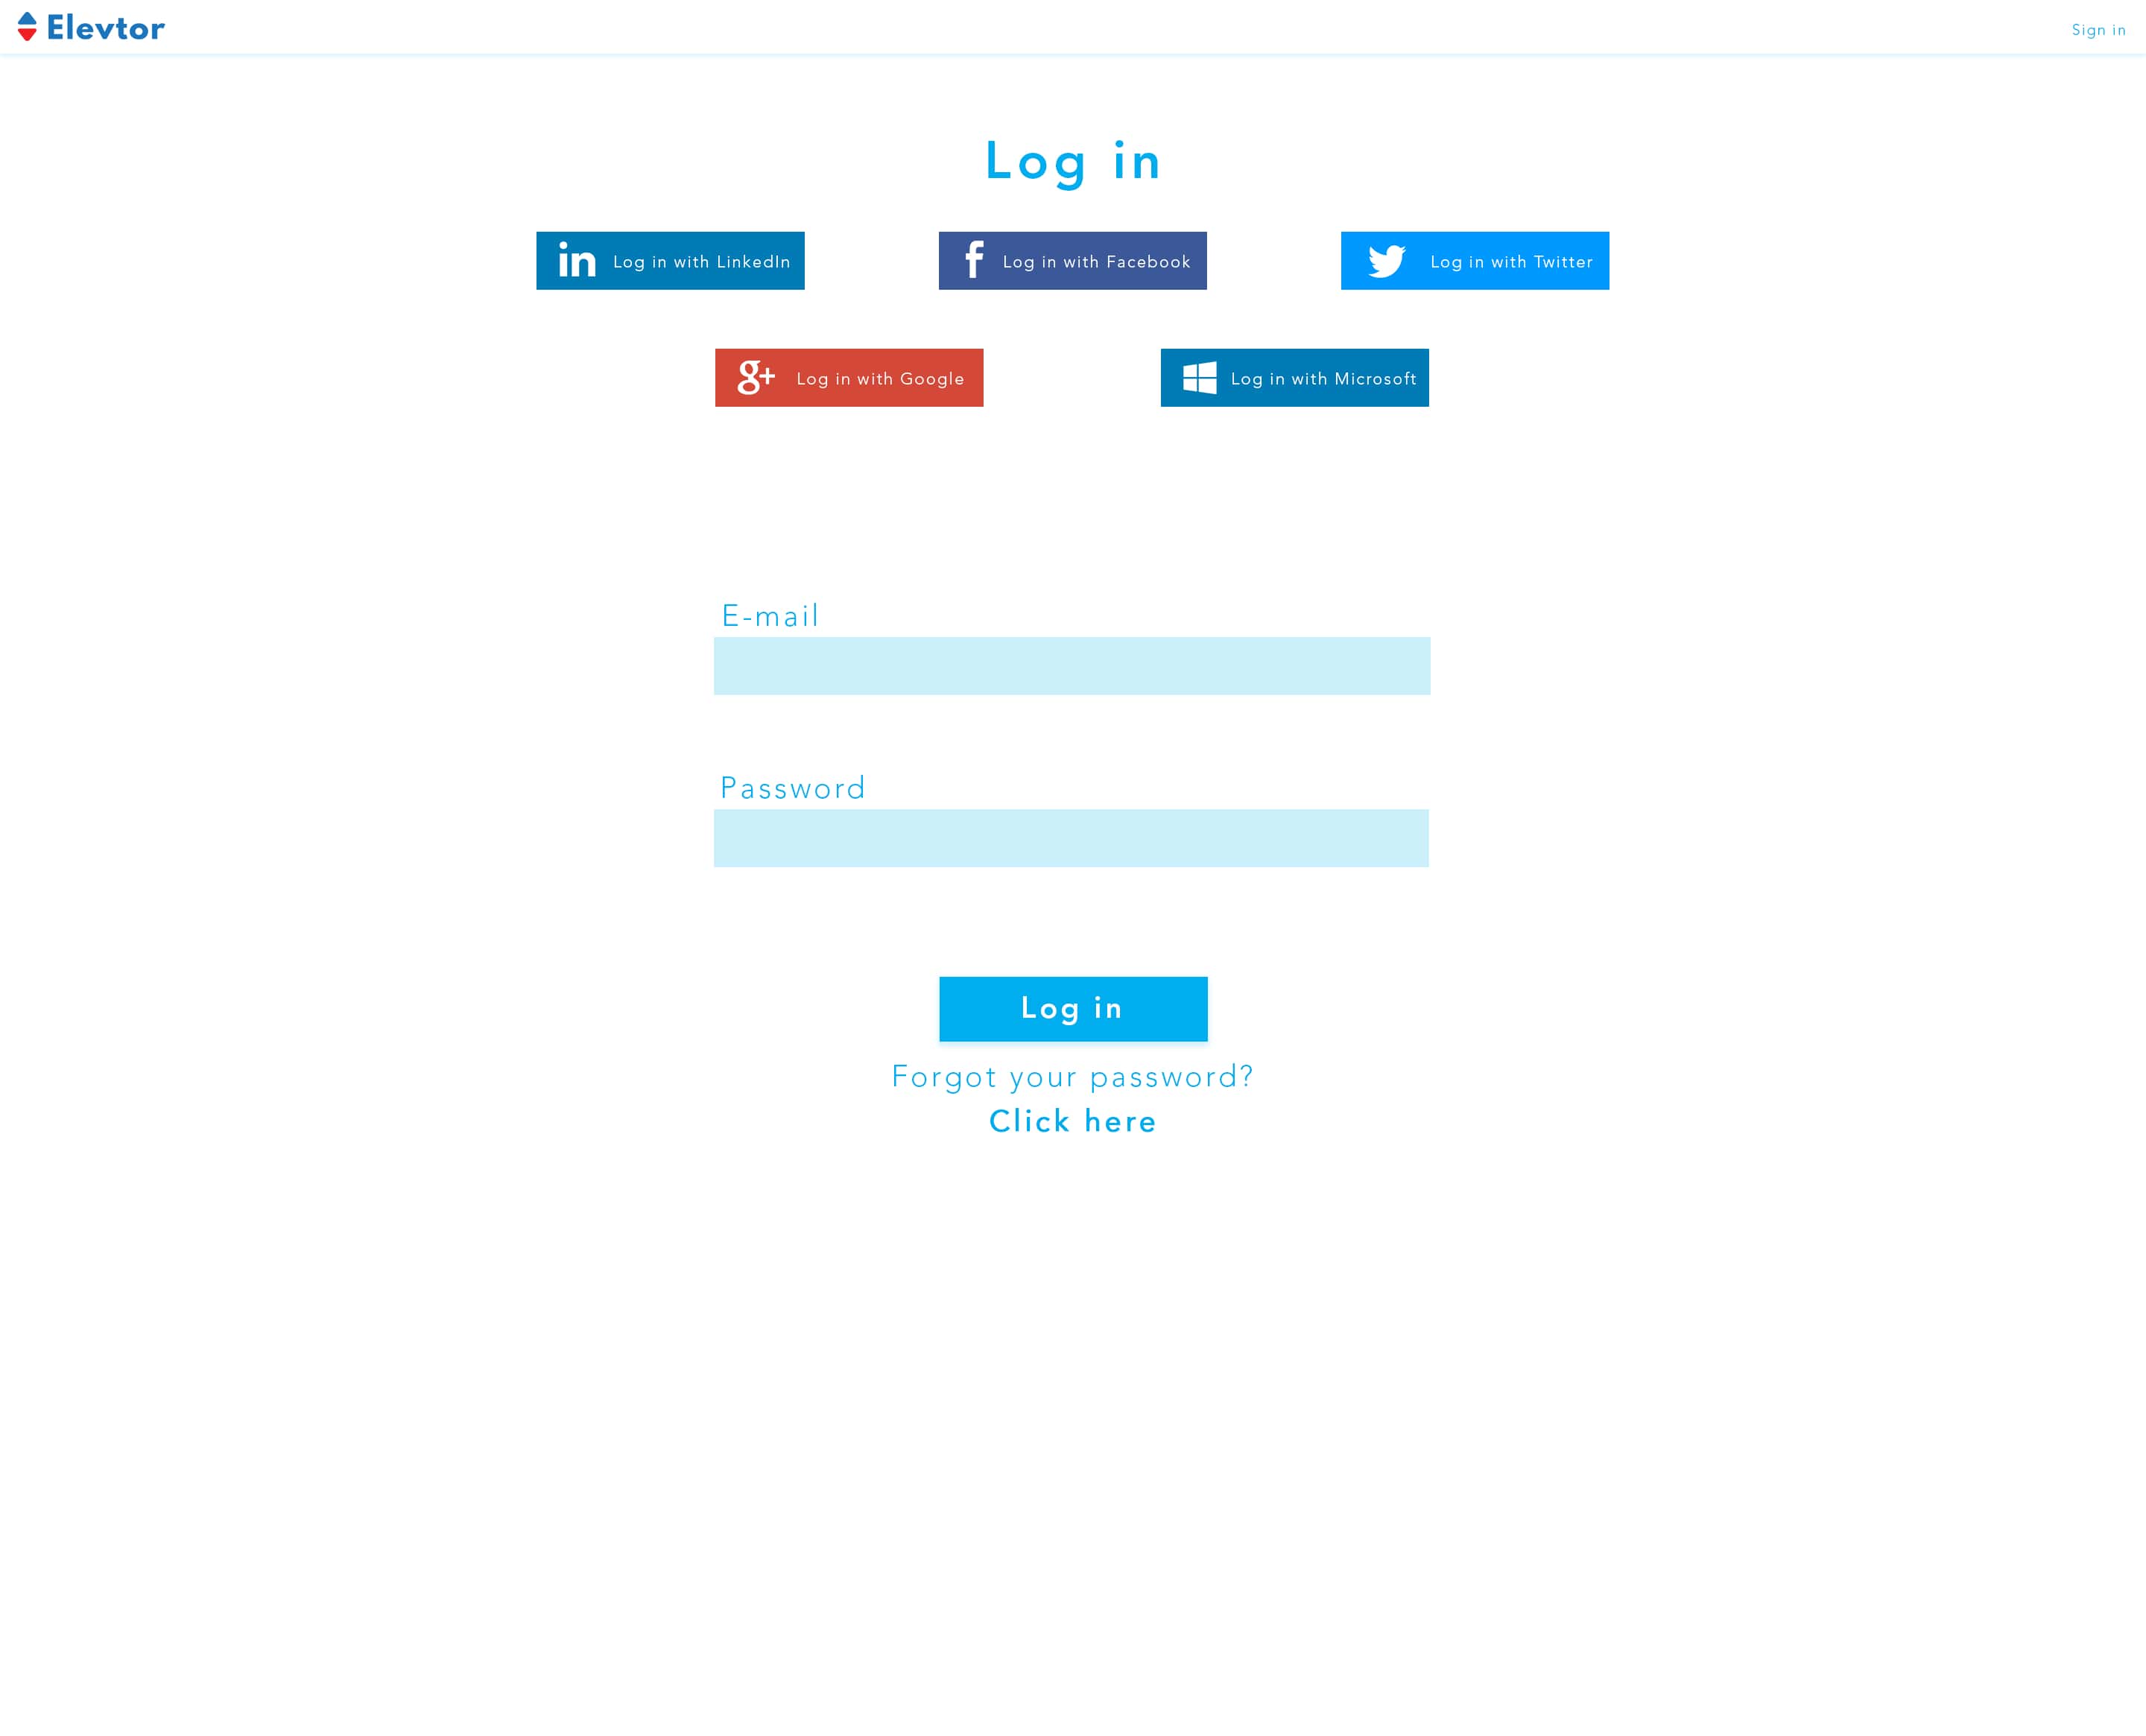 Elevtor
Sign in
Log in
in Log in with LinkedIn
f Log in with Facebook
Log in with Twitter
g+ Log in with Google
Log in with Microsoft
E-mail
Password
Log in
Forgot your password?
Click here